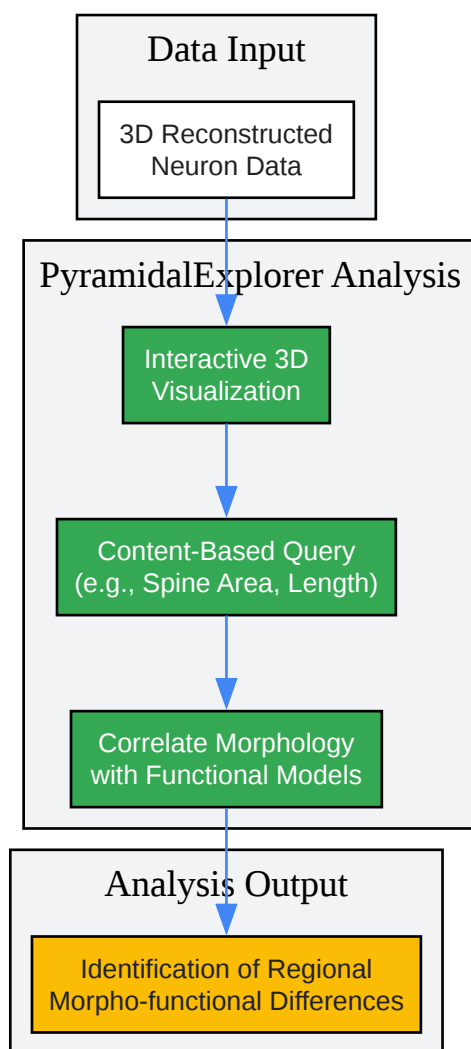 Data Input
3D Reconstructed
Neuron Data
PyramidalExplorer Analysis
Interactive 3D
Visualization
Content-Based Query
(e.g., Spine Area, Length)
Correlate Morphology
with Functional Models
Analysis Output
Identification of Regional
Morpho-functional Differences